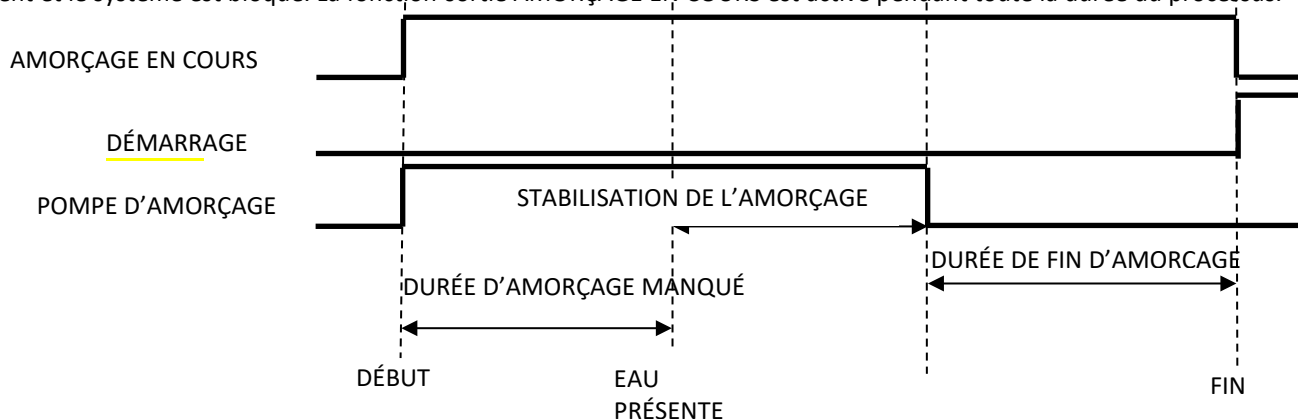 AMORÇAGE EN COURS
DÉMARRAGE
POMPE D'AMORÇAGE
STABILISATION DE L'AMORÇAGE
DURÉE DE FIN D'AMORCAGE
DURÉE D'AMORÇAGE MANQUÉ
DÉBUT
EAU
PRÉSENTE
FIN